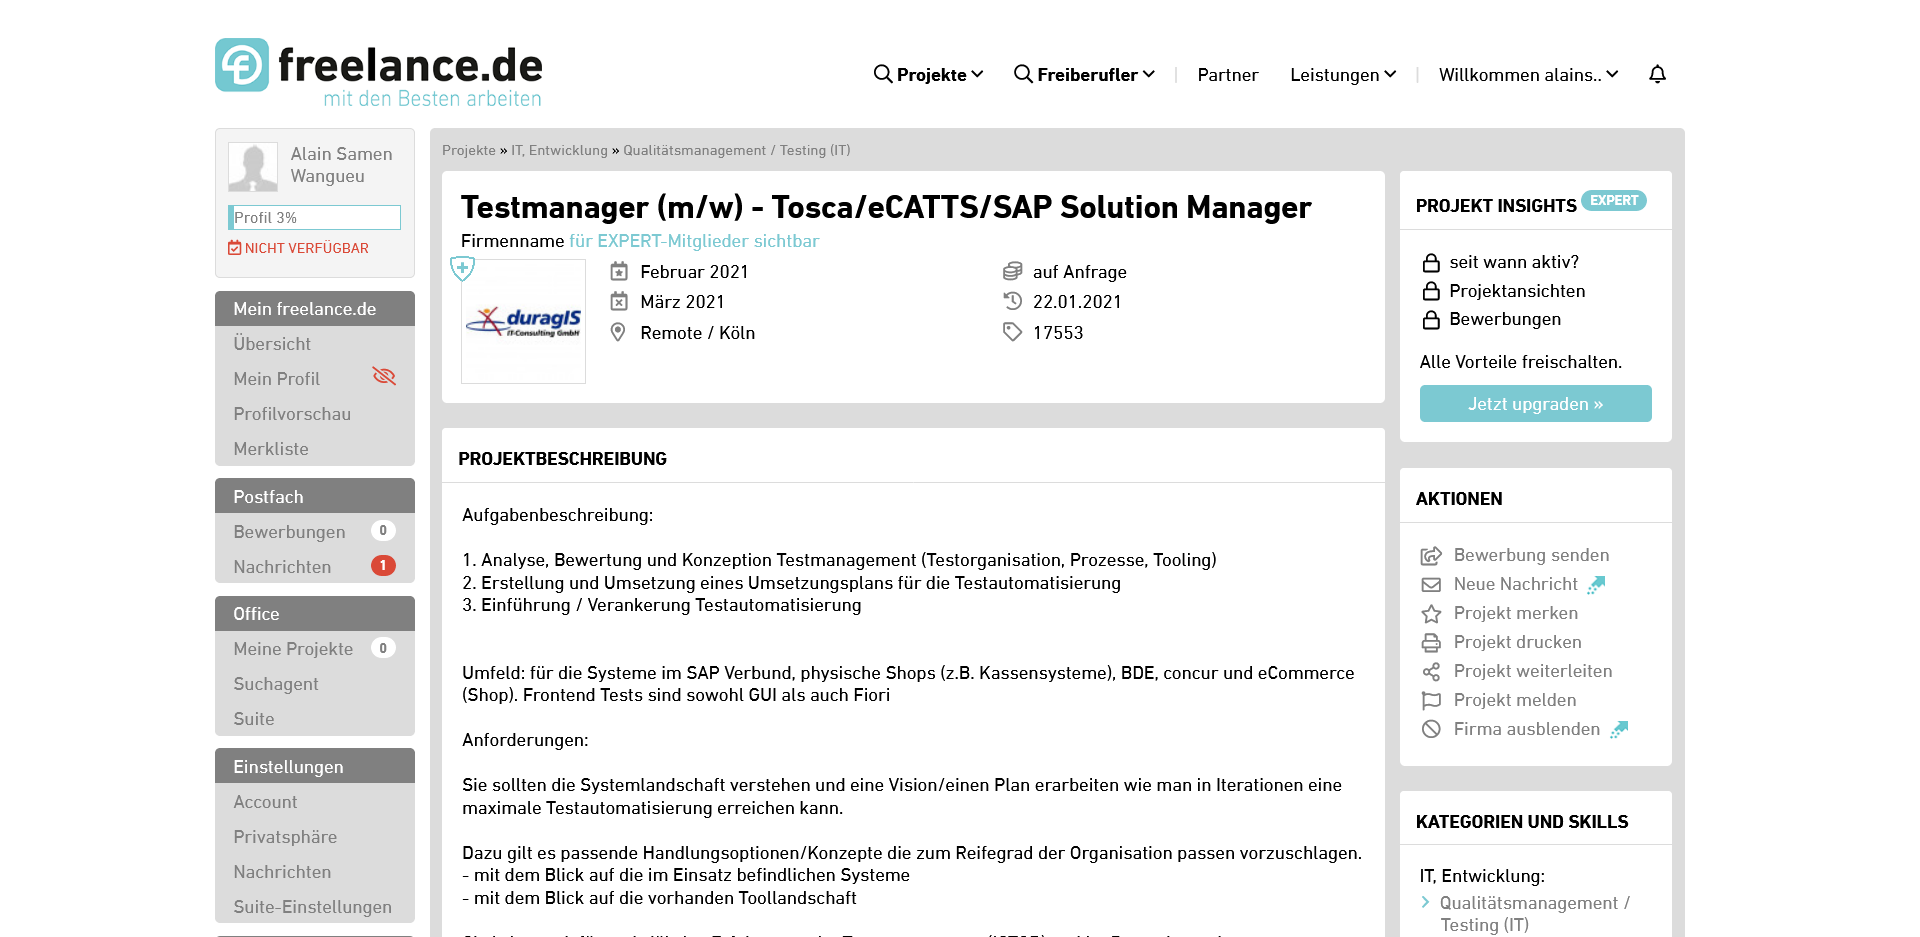 freelance.de
mit den Besten arbeiten
Projekte
Freiberufler
Partner
Leistungen
Willkommen alains..
Alain Samen
Wangueu
Profil 3%
NICHT VERFÜGBAR
Mein freelance.de
Übersicht
Mein Profil
Profilvorschau
Merkliste
Postfach
Bewerbungen 0
Nachrichten 1
Office
Meine Projekte 0
Suchagent
Suite
Einstellungen
Account
Privatsphäre
Nachrichten
Suite-Einstellungen
Projekte » IT, Entwicklung » Qualitätsmanagement / Testing (IT)
Testmanager (m/w) - Tosca/eCATTS/SAP Solution Manager
Firmenname für EXPERT-Mitglieder sichtbar
duragIS
IT-Consulting GmbH
Februar 2021
März 2021
Remote / Köln
auf Anfrage
22.01.2021
17553
PROJEKTBESCHREIBUNG
Aufgabenbeschreibung:
1. Analyse, Bewertung und Konzeption Testmanagement (Testorganisation, Prozesse, Tooling)
2. Erstellung und Umsetzung eines Umsetzungsplans für die Testautomatisierung
3. Einführung / Verankerung Testautomatisierung
Umfeld: für die Systeme im SAP Verbund, physische Shops (z.B. Kassensysteme), BDE, concur und eCommerce
(Shop). Frontend Tests sind sowohl GUI als auch Fiori
Anforderungen:
Sie sollten die Systemlandschaft verstehen und eine Vision/einen Plan erarbeiten wie man in Iterationen eine
maximale Testautomatisierung erreichen kann.
Dazu gilt es passende Handlungsoptionen/Konzepte die zum Reifegrad der Organisation passen vorzuschlagen.
- mit dem Blick auf die im Einsatz befindlichen Systeme
- mit dem Blick auf die vorhanden Toollandschaft
PROJEKT INSIGHTS EXPERT
seit wann aktiv?
Projektansichten
Bewerbungen
Alle Vorteile freischalten.
Jetzt upgraden »
AKTIONEN
Bewerbung senden
Neue Nachricht
Projekt merken
Projekt drucken
Projekt weiterleiten
Projekt melden
Firma ausblenden
KATEGORIEN UND SKILLS
IT, Entwicklung:
Qualitätsmanagement /
Testing (IT)